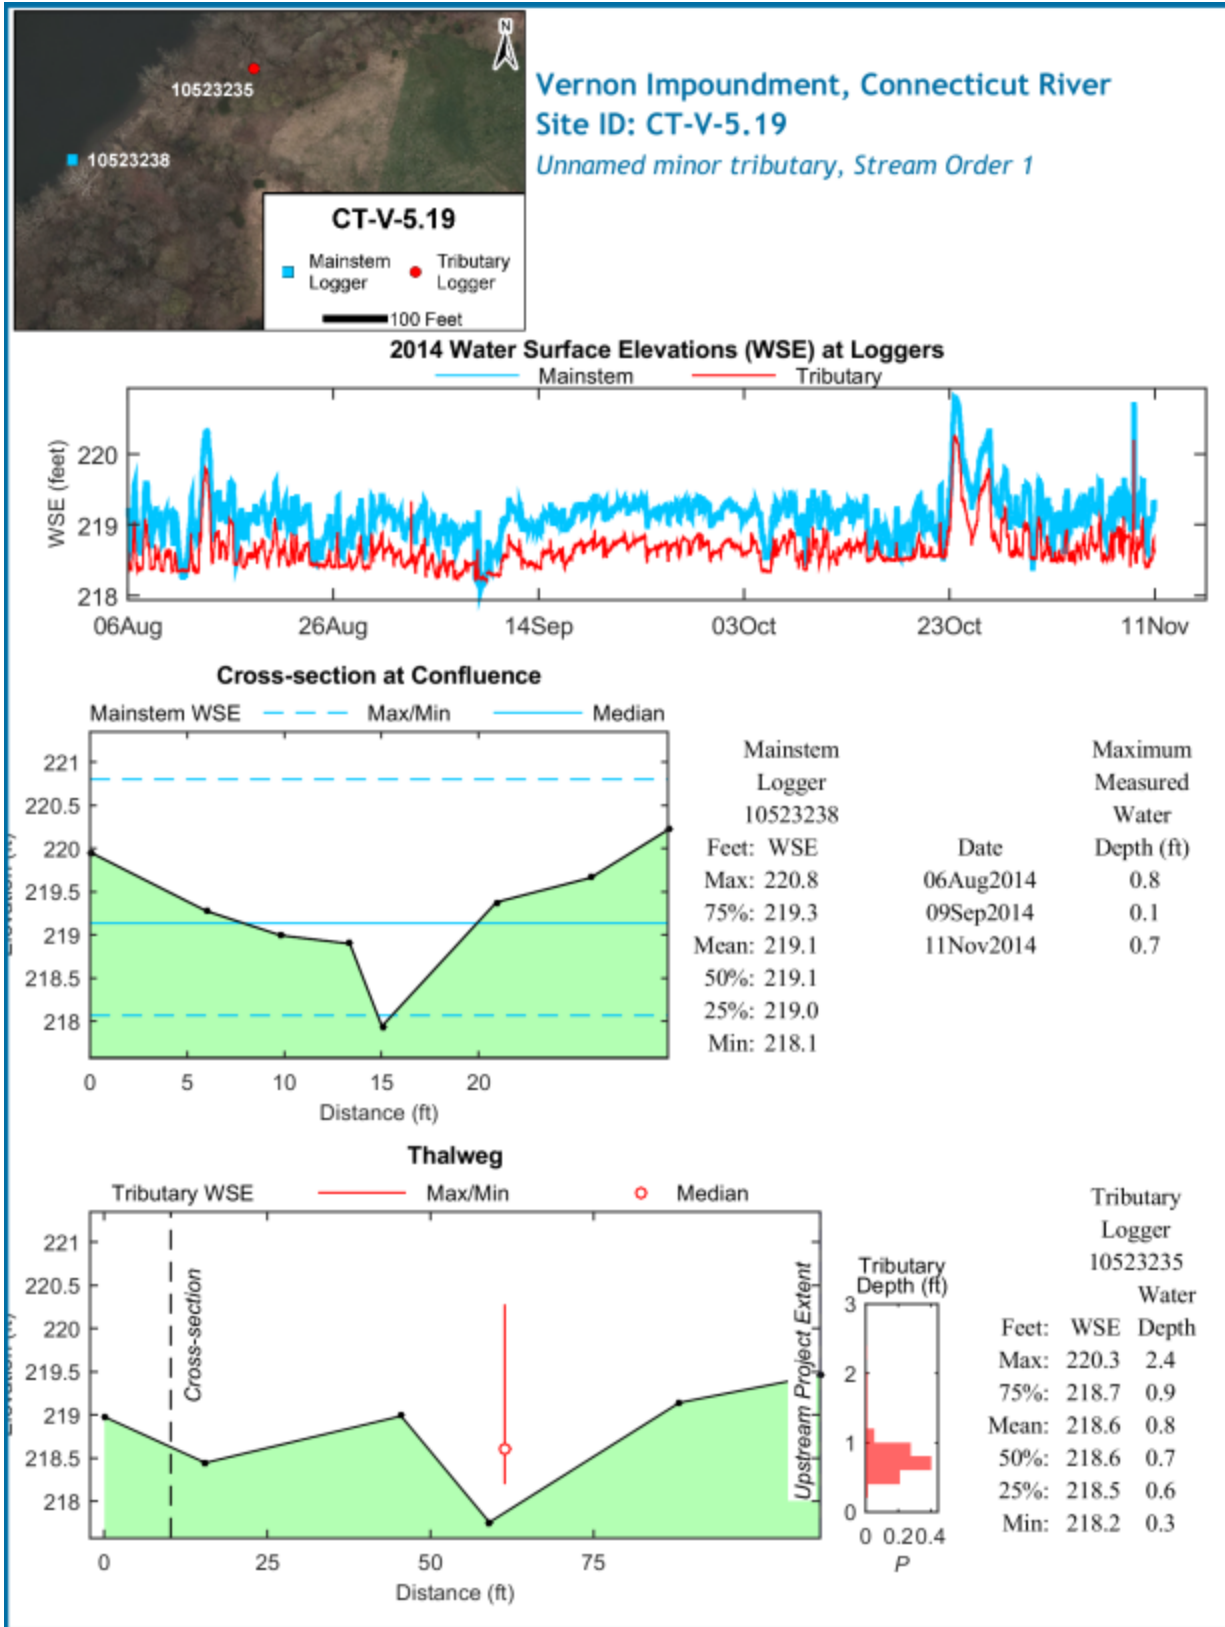 N
10523235
10523238
CT-V-5.19
Mainstem Logger
Tributary Logger
100 Feet
Vernon Impoundment, Connecticut River
Site ID: CT-V-5.19
Unnamed minor tributary, Stream Order 1
2014 Water Surface Elevations (WSE) at Loggers
Mainstem Tributary
WSE (feet)
220
219
218
06Aug 26Aug 14Sep 03Oct 23Oct 11Nov
Cross-section at Confluence
Mainstem WSE Max/Min Median
221
220.5
220
219.5
219
218.5
218
0 5 10 15 20
Distance (ft)
Mainstem
Logger
10523238
Feet: WSE
Max: 220.8
75%: 219.3
Mean: 219.1
50%: 219.1
25%: 219.0
Min: 218.1
Maximum
Measured
Water
Date Depth (ft)
06Aug2014 0.8
09Sep2014 0.1
11Nov2014 0.7
Thalweg
Tributary WSE Max/Min Median
221
220.5
220
219.5
219
218.5
218
Cross-section
Upstream Project Extent
0 25 50 75
Distance (ft)
Tributary
Depth (ft)
3
2
1
0
0 0.2 0.4
P
Tributary
Logger
10523235
Water
Feet: WSE Depth
Max: 220.3 2.4
75%: 218.7 0.9
Mean: 218.6 0.8
50%: 218.6 0.7
25%: 218.5 0.6
Min: 218.2 0.3